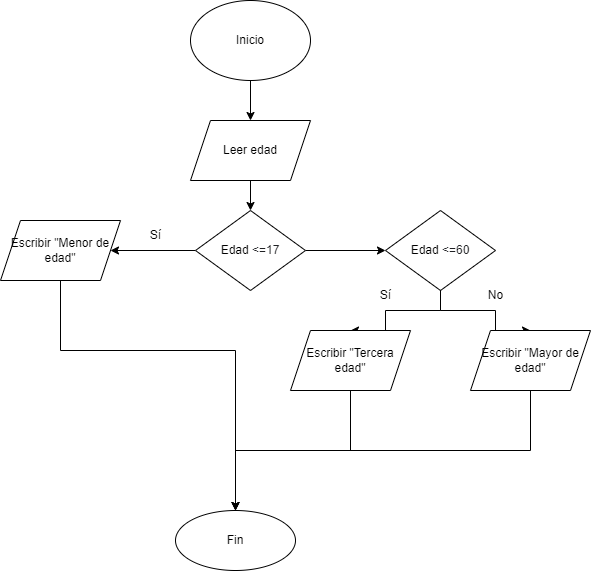 Inicio
Leer edad
Sí
Escribir "Menor de
edad"
Edad <=17
Edad <=60
Sí
No
Escribir "Tercera
edad"
Escribir "Mayor de
edad"
Fin